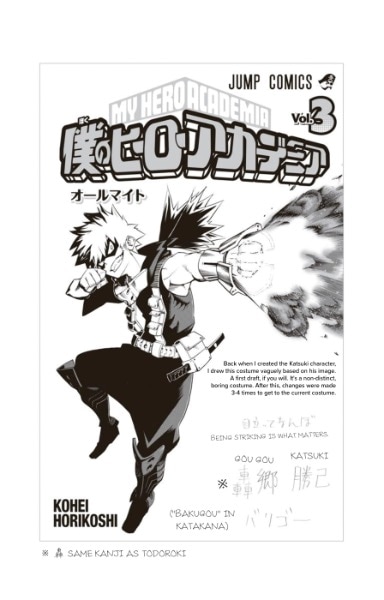 JUMP COMICS
MY HERO ACADEMIA
Vol.3
僕のヒーローアカデミア
ぼく
オールマイト
Back when I created the Katsuki character,
I drew this costume vaguely based on his image.
A first draft, if you will. It's a non-distinct,
boring costume. After this, changes were made
3-4 times to get to the current costume.
目立ってなんぼ
BEING STRIKING IS WHAT MATTERS
GOU GOU KATSUKI
※ 轟 郷 勝己
("BAKUGOU" IN
KATAKANA) バクゴー
KOHEI
HORIKOSHI
※ 轟 SAME KANJI AS TODOROKI